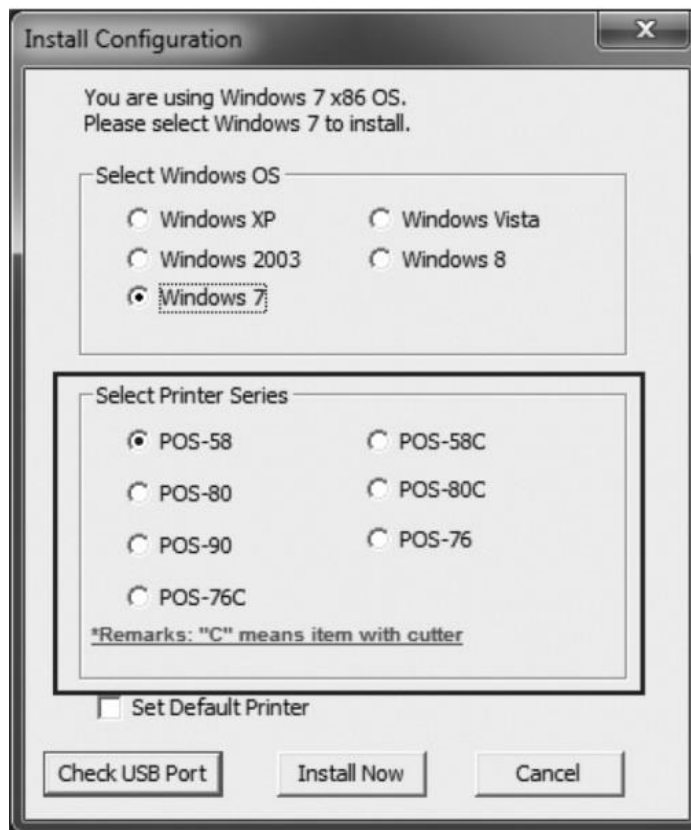 Install Configuration
X
You are using Windows 7 x86 OS.
Please select Windows 7 to install.
Select Windows OS
Windows XP Windows Vista
Windows 2003 Windows 8
Windows 7
Select Printer Series
POS-58 POS-58C
POS-80 POS-80C
POS-90 POS-76
POS-76C
*Remarks: "C" means item with cutter
Set Default Printer
Check USB Port Install Now Cancel